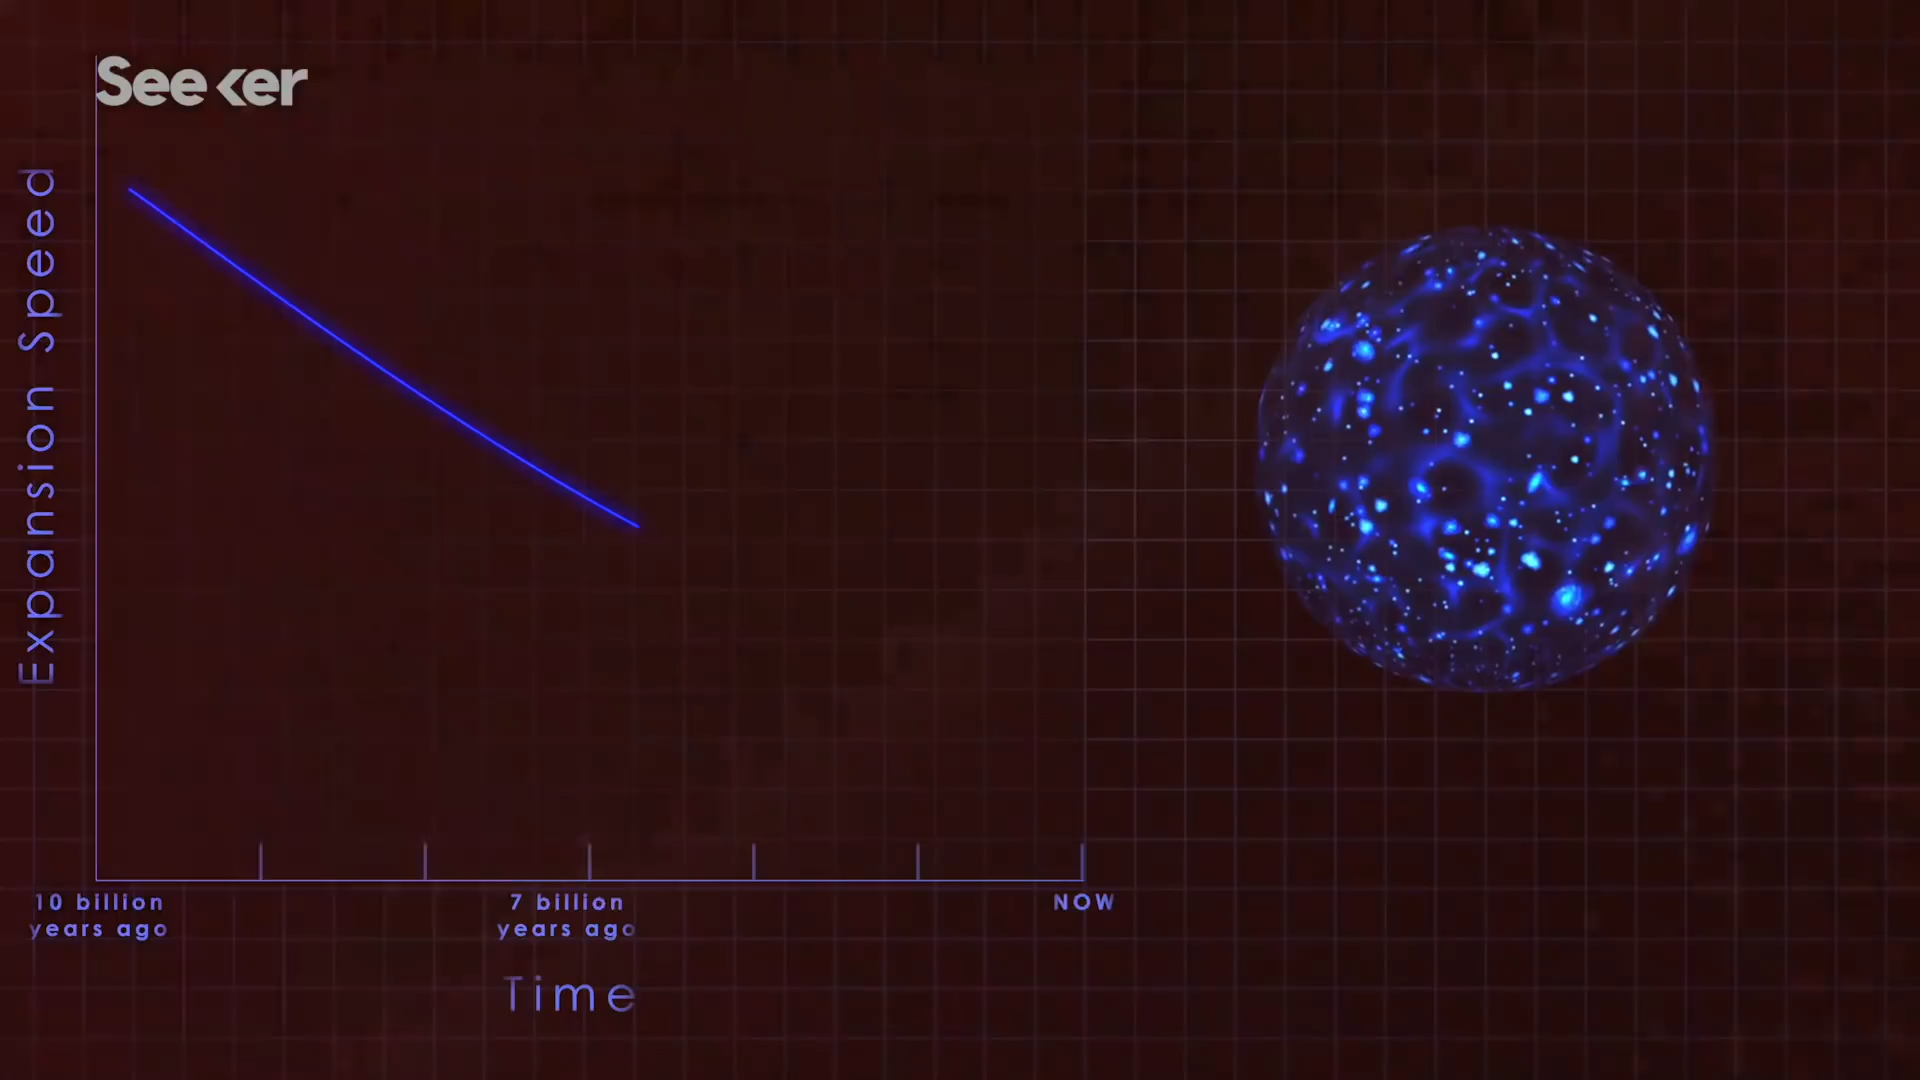 Seeker
Expansion Speed
10 billion
years ago
7 billion
years ago
NOW
Time